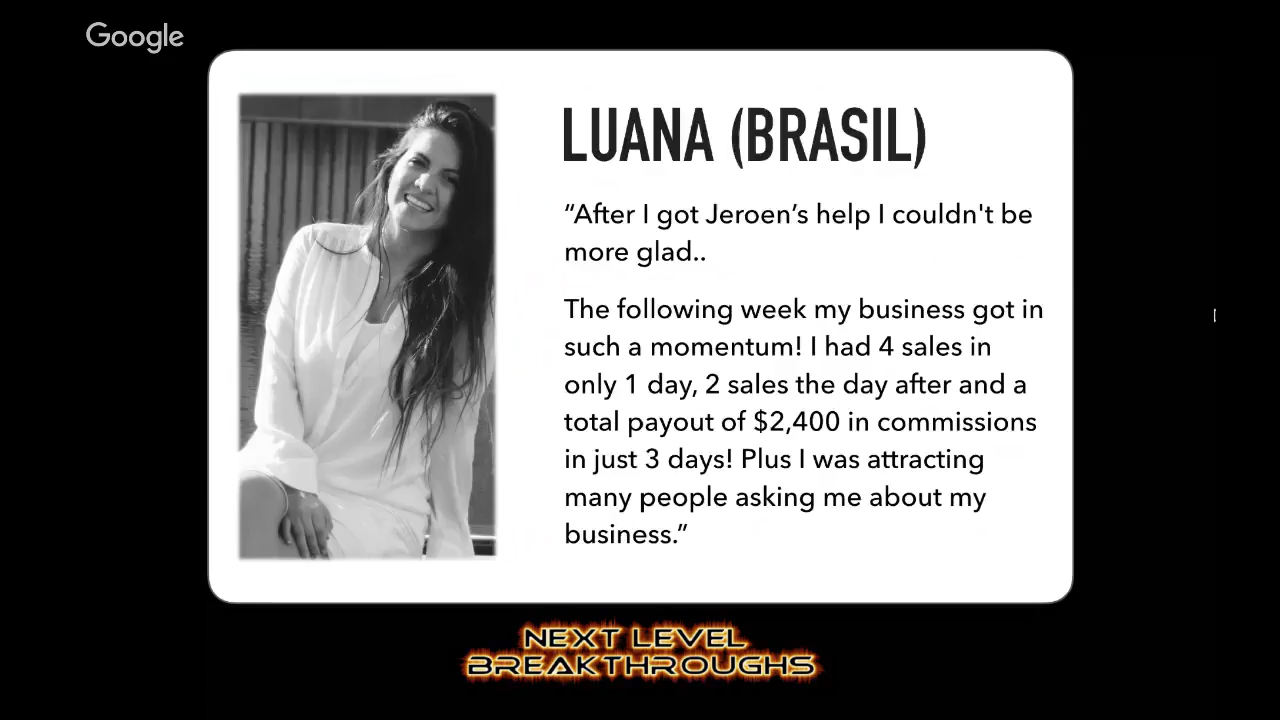 Google
LUANA (BRASIL)
“After I got Jeroen’s help I couldn't be
more glad..
The following week my business got in
such a momentum! I had 4 sales in
only 1 day, 2 sales the day after and a
total payout of $2,400 in commissions
in just 3 days! Plus I was attracting
many people asking me about my
business.”
NEXT LEVEL
BREAKTHROUGHS